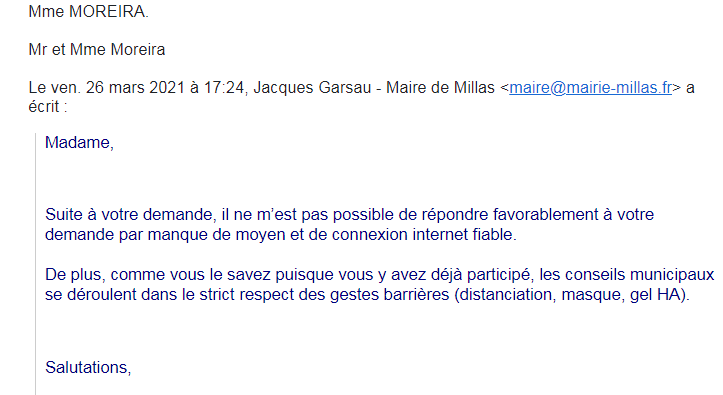 Mme MOREIRA.
Mr et Mme Moreira
Le ven. 26 mars 2021 à 17:24, Jacques Garsau - Maire de Millas <maire@mairie-millas.fr> a
écrit :
Madame,
Suite à votre demande, il ne m’est pas possible de répondre favorablement à votre
demande par manque de moyen et de connexion internet fiable.
De plus, comme vous le savez puisque vous y avez déjà participé, les conseils municipaux
se déroulent dans le strict respect des gestes barrières (distanciation, masque, gel HA).
Salutations,